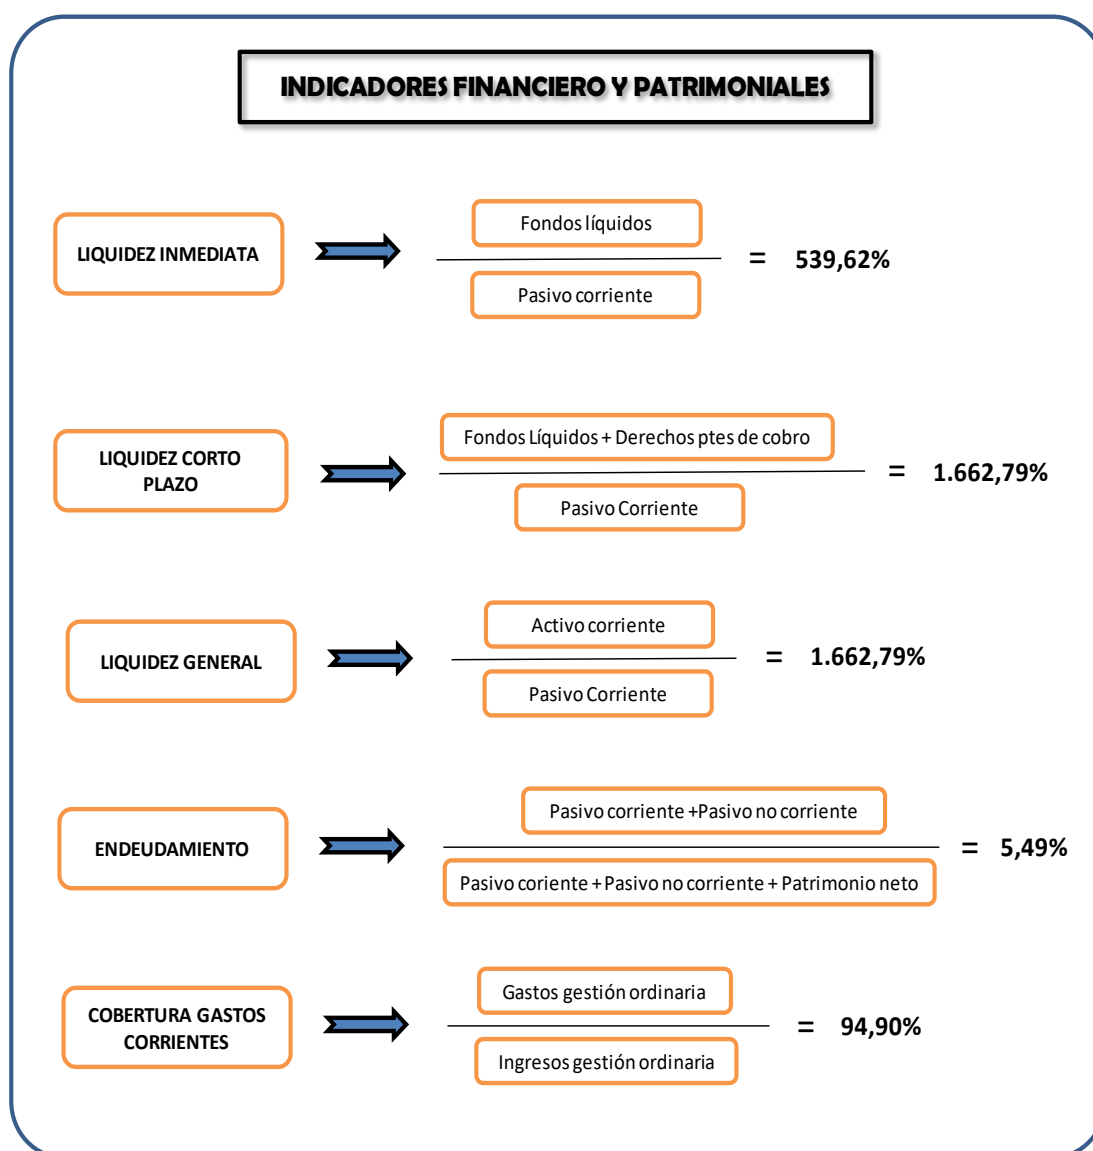 INDICADORES FINANCIERO Y PATRIMONIALES
LIQUIDEZ INMEDIATA
Fondos líquidos
Pasivo corriente
= 539,62%
LIQUIDEZ CORTO
PLAZO
Fondos Líquidos + Derechos ptes de cobro
Pasivo Corriente
= 1.662,79%
LIQUIDEZ GENERAL
Activo corriente
Pasivo Corriente
= 1.662,79%
ENDEUDAMIENTO
Pasivo corriente +Pasivo no corriente
Pasivo coriente + Pasivo no corriente + Patrimonio neto
= 5,49%
COBERTURA GASTOS
CORRIENTES
Gastos gestión ordinaria
Ingresos gestión ordinaria
= 94,90%